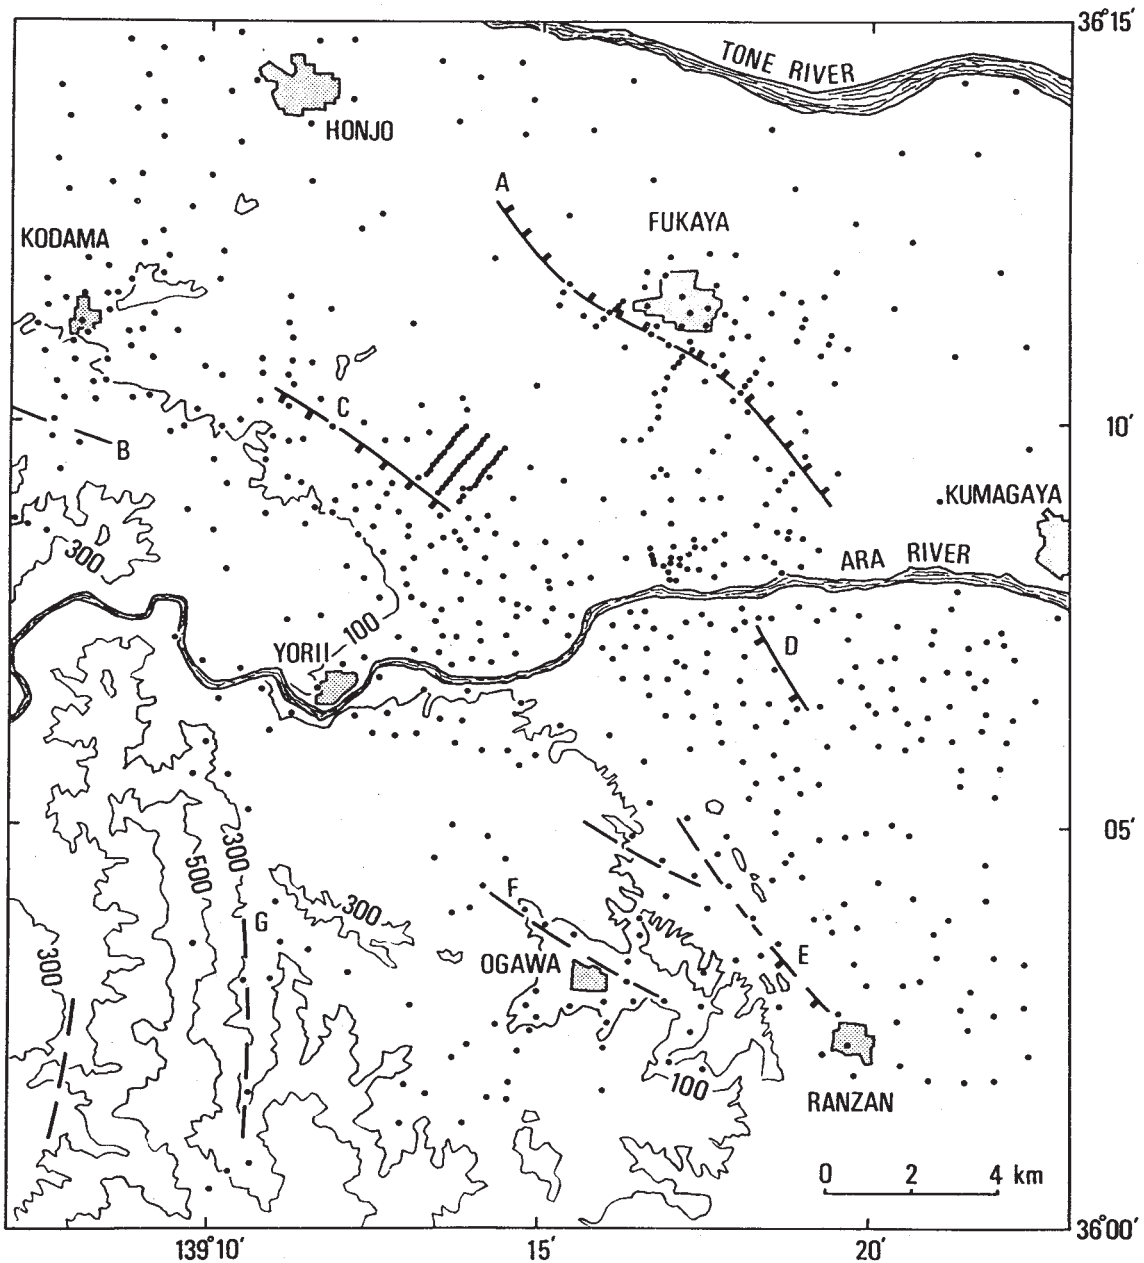 36°15′
TONE RIVER
HONJO
A
FUKAYA
KODAMA
C
10′
B
KUMAGAYA
300
ARA RIVER
100
YORII
D
05′
300
500
F
300
G
OGAWA
E
300
100
RANZAN
0 2 4 km
36°00′
139°10′ 15′ 20′